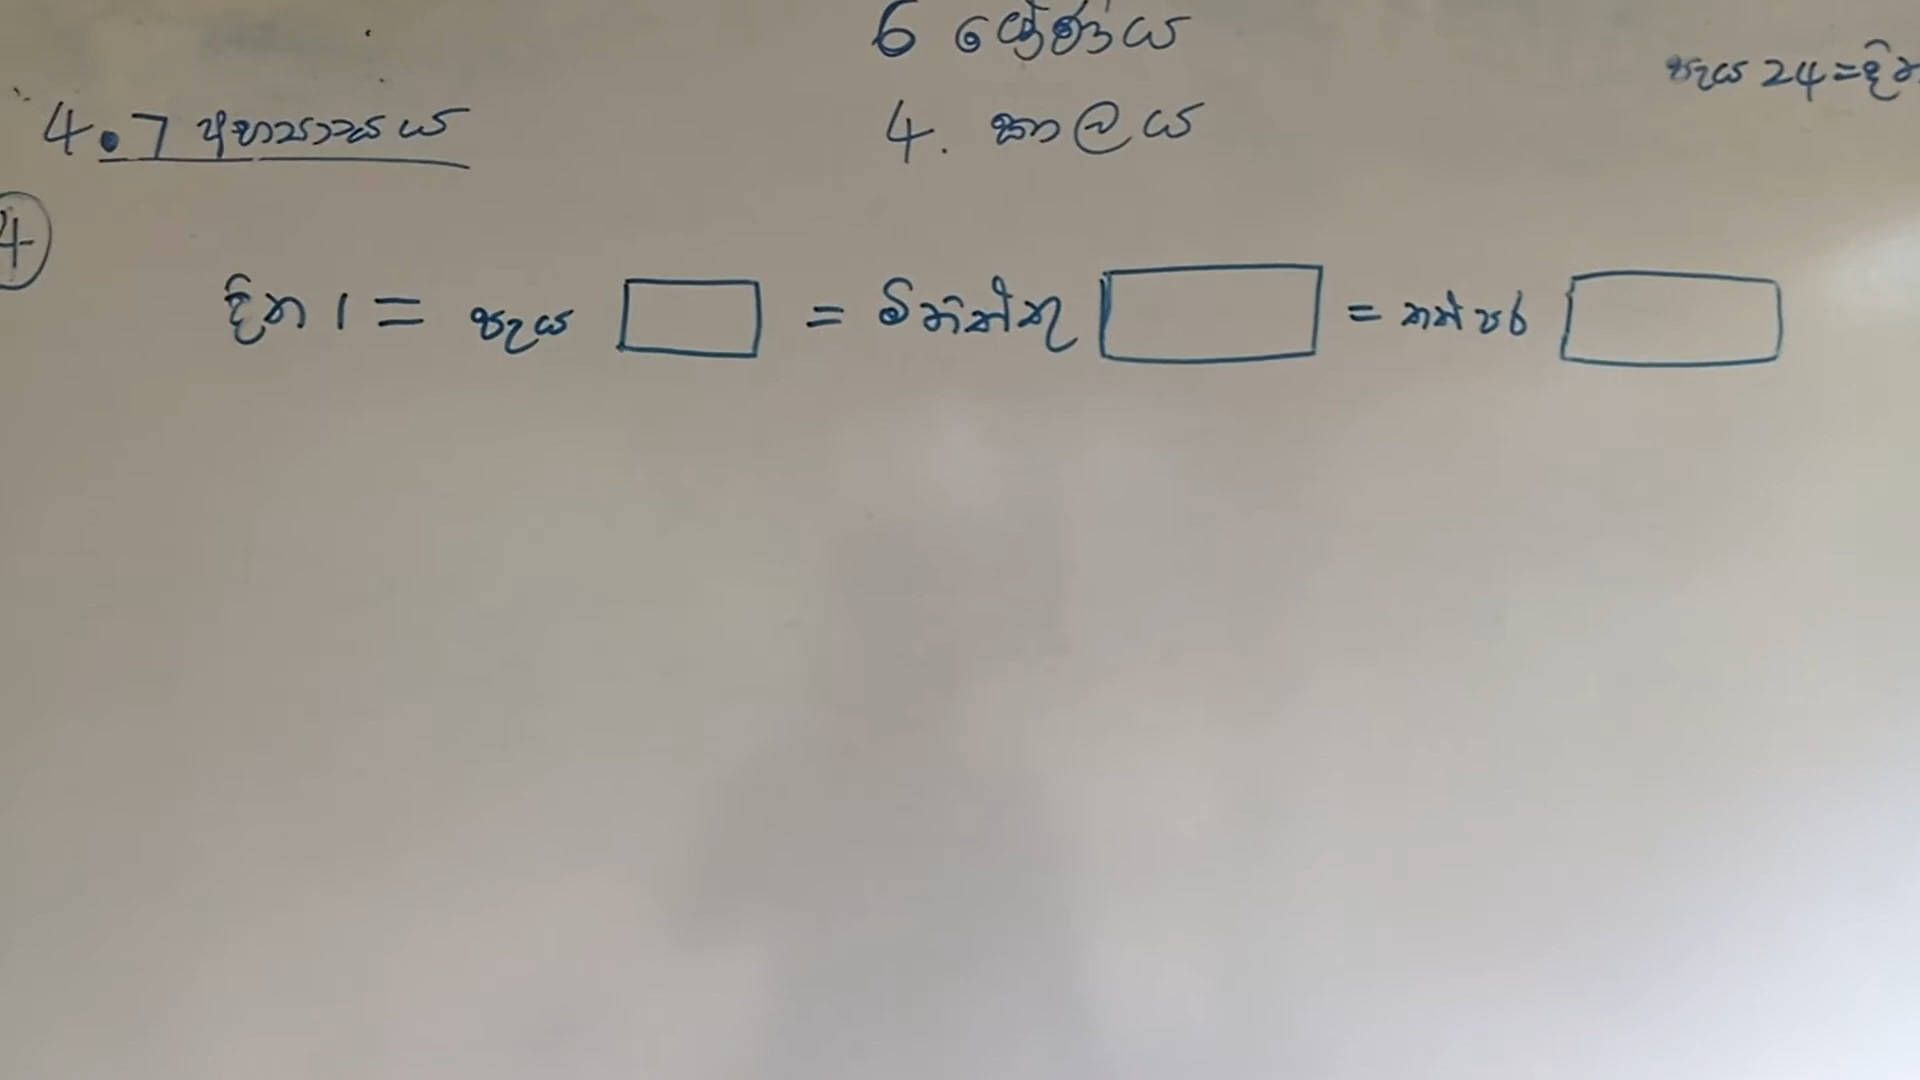 6 ශ්‍රේණිය
පැය 24 = දින
4.7 අභ්‍යාසය
4. කාලය
4
දින 1 = පැය = මිනිත්තු = තත්පර